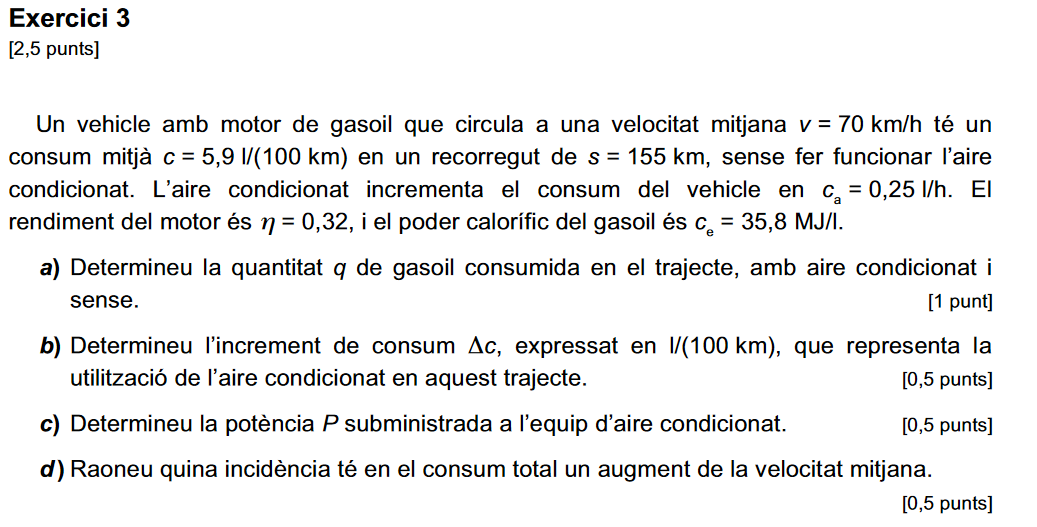 Exercici 3
[2,5 punts]
Un vehicle amb motor de gasoil que circula a una velocitat mitjana v = 70 km/h té un
consum mitjà c = 5,9 l/(100 km) en un recorregut de s = 155 km, sense fer funcionar l'aire
condicionat. L'aire condicionat incrementa el consum del vehicle en cₐ = 0,25 l/h. El
rendiment del motor és η = 0,32, i el poder calorífic del gasoil és cₑ = 35,8 MJ/l.
a) Determineu la quantitat q de gasoil consumida en el trajecte, amb aire condicionat i
sense. [1 punt]
b) Determineu l'increment de consum Δc, expressat en l/(100 km), que representa la
utilització de l'aire condicionat en aquest trajecte. [0,5 punts]
c) Determineu la potència P subministrada a l'equip d'aire condicionat. [0,5 punts]
d) Raoneu quina incidència té en el consum total un augment de la velocitat mitjana.
[0,5 punts]